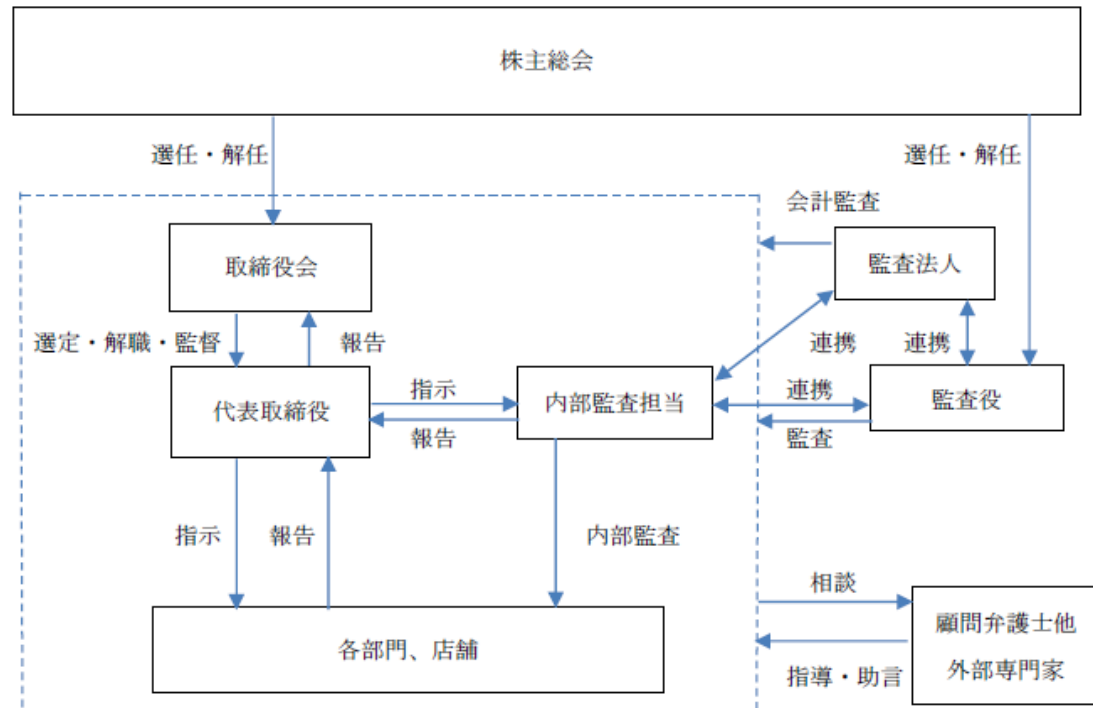 株主総会
選任・解任
選任・解任
会計監査
取締役会
監査法人
選定・解職・監督
報告
連携
連携
代表取締役
指示
報告
内部監査担当
連携
監査
監査役
指示
報告
内部監査
各部門、店舗
相談
指導・助言
顧問弁護士他
外部専門家